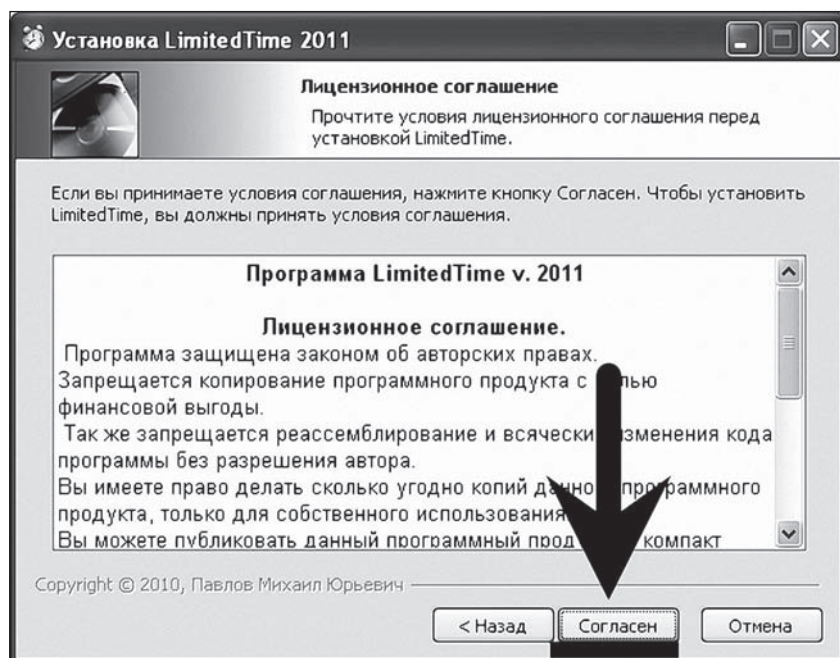 Установка LimitedTime 2011
Лицензионное соглашение
Прочтите условия лицензионного соглашения перед
установкой LimitedTime.
Если вы принимаете условия соглашения, нажмите кнопку Согласен. Чтобы установить
LimitedTime, вы должны принять условия соглашения.
Программа LimitedTime v. 2011
Лицензионное соглашение.
Программа защищена законом об авторских правах.
Запрещается копирование программного продукта с
финансовой выгоды.
Так же запрещается реассемблирование и изменения кода
программы без разрешения автора.
Вы имеете право делать сколько угодно копий программного
продукта, только для собственного использования
Вы можете публиковать данный программный компакт
Copyright © 2010, Павлов Михаил Юрьевич
< Назад Согласен Отмена